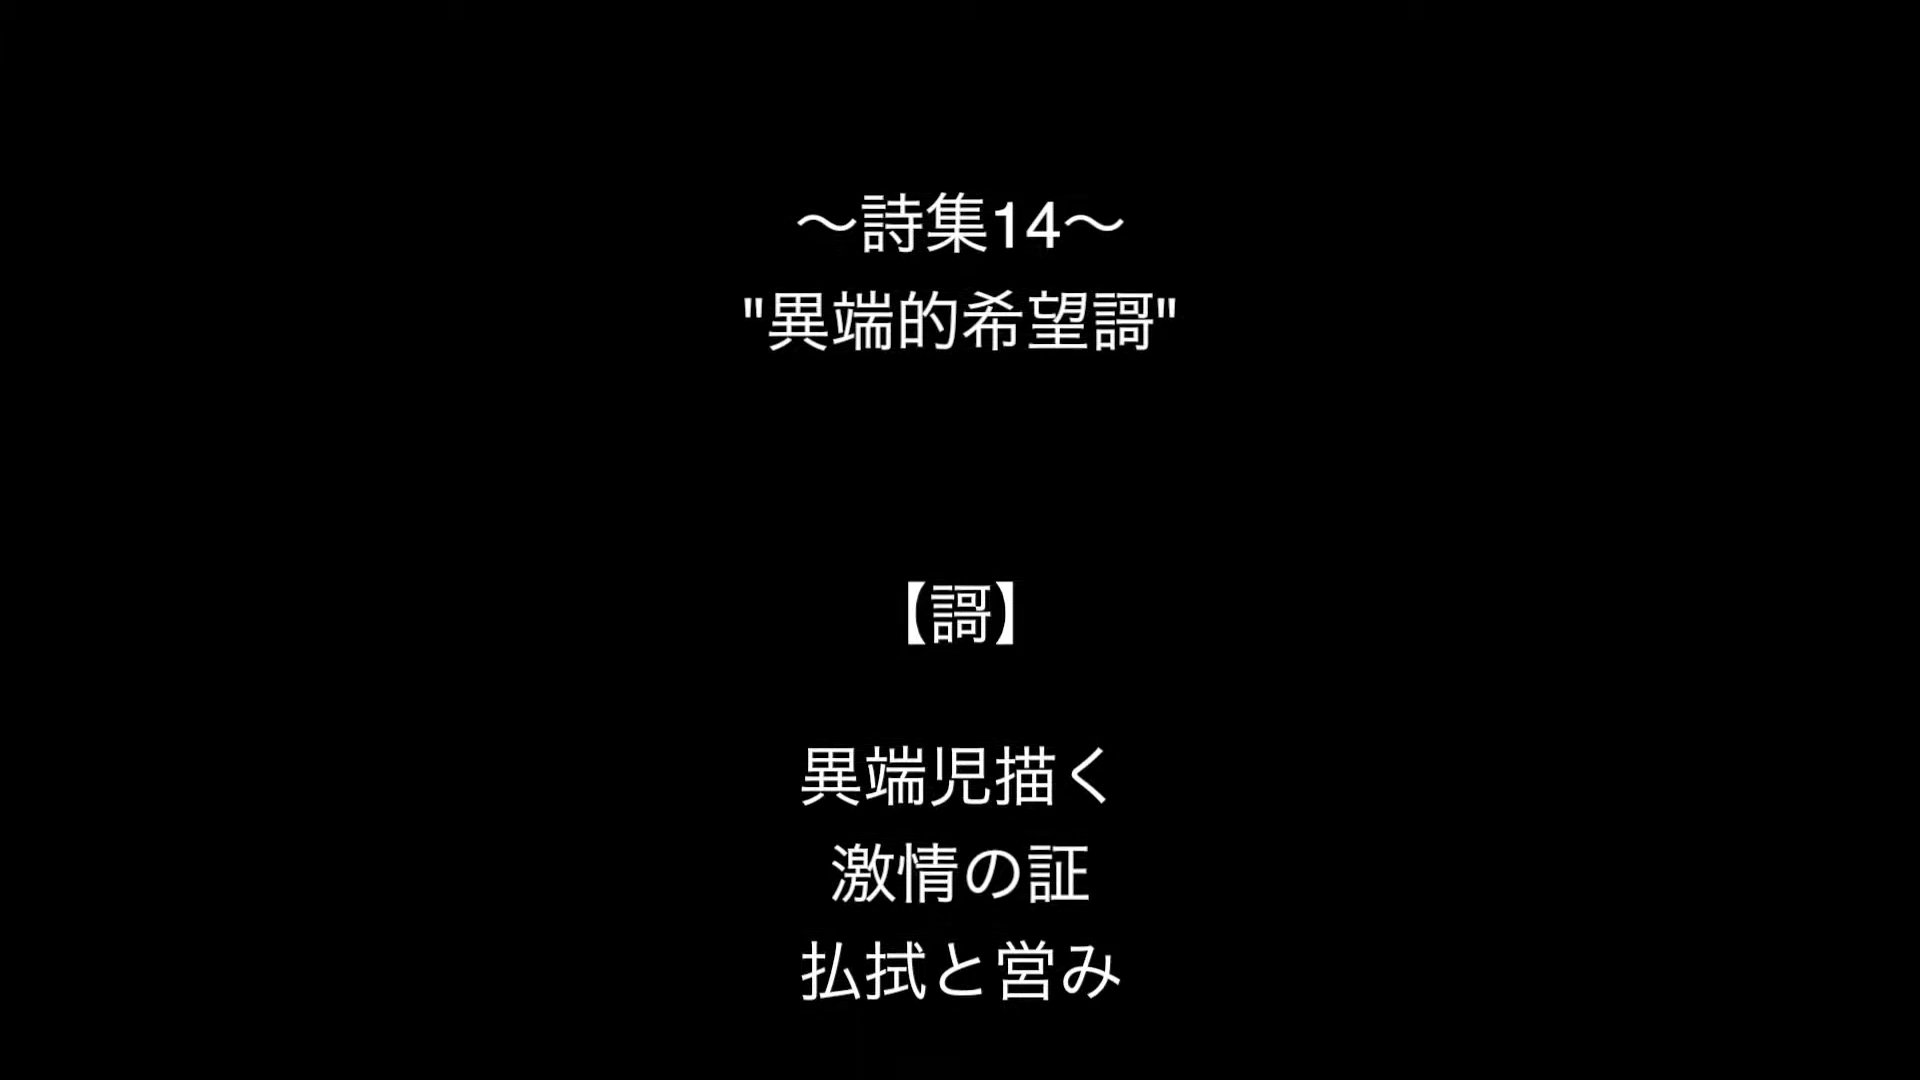 〜詩集14〜
"異端的希望謌"
【謌】
異端児描く
激情の証
払拭と営み